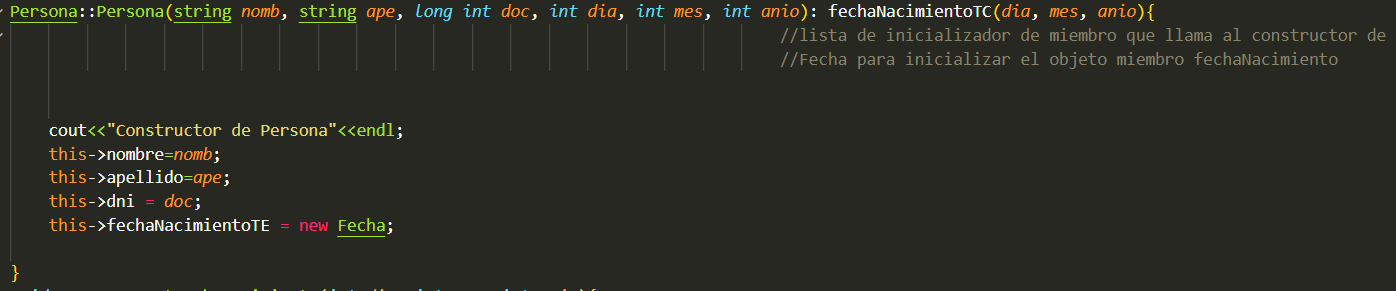 Persona::Persona(string nomb, string ape, long int doc, int dia, int mes, int anio): fechaNacimientoTC(dia, mes, anio){
//lista de inicializador de miembro que llama al constructor de
//Fecha para inicializar el objeto miembro fechaNacimiento
cout<<"Constructor de Persona"<<endl;
this->nombre=nomb;
this->apellido=ape;
this->dni = doc;
this->fechaNacimientoTE = new Fecha;
}